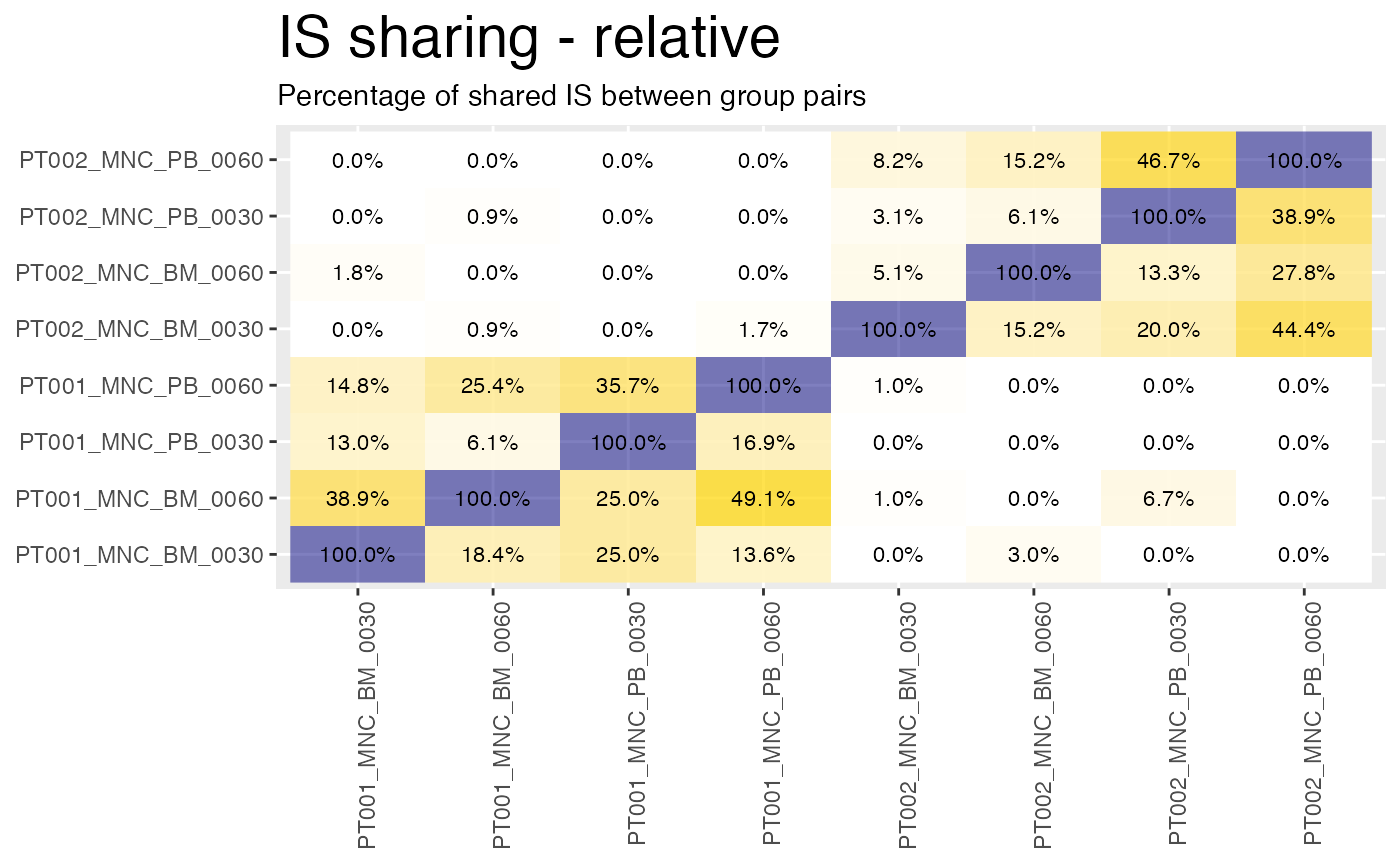 IS sharing - relative
Percentage of shared IS between group pairs
PT002_MNC_PB_0060 0.0% 0.0% 0.0% 0.0% 8.2% 15.2% 46.7% 100.0%
PT002_MNC_PB_0030 0.0% 0.9% 0.0% 0.0% 3.1% 6.1% 100.0% 38.9%
PT002_MNC_BM_0060 1.8% 0.0% 0.0% 0.0% 5.1% 100.0% 13.3% 27.8%
PT002_MNC_BM_0030 0.0% 0.9% 0.0% 1.7% 100.0% 15.2% 20.0% 44.4%
PT001_MNC_PB_0060 14.8% 25.4% 35.7% 100.0% 1.0% 0.0% 0.0% 0.0%
PT001_MNC_PB_0030 13.0% 6.1% 100.0% 16.9% 0.0% 0.0% 0.0% 0.0%
PT001_MNC_BM_0060 38.9% 100.0% 25.0% 49.1% 1.0% 0.0% 6.7% 0.0%
PT001_MNC_BM_0030 100.0% 18.4% 25.0% 13.6% 0.0% 3.0% 0.0% 0.0%
PT001_MNC_BM_0030
PT001_MNC_BM_0060
PT001_MNC_PB_0030
PT001_MNC_PB_0060
PT002_MNC_BM_0030
PT002_MNC_BM_0060
PT002_MNC_PB_0030
PT002_MNC_PB_0060